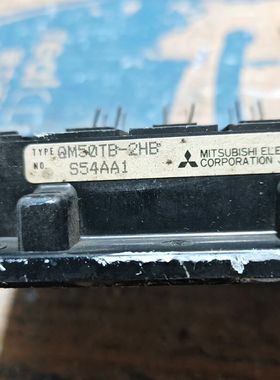 TYPE QM50TB-2HB
NO. S54AA1
MITSUBISHI ELE
CORPORATION